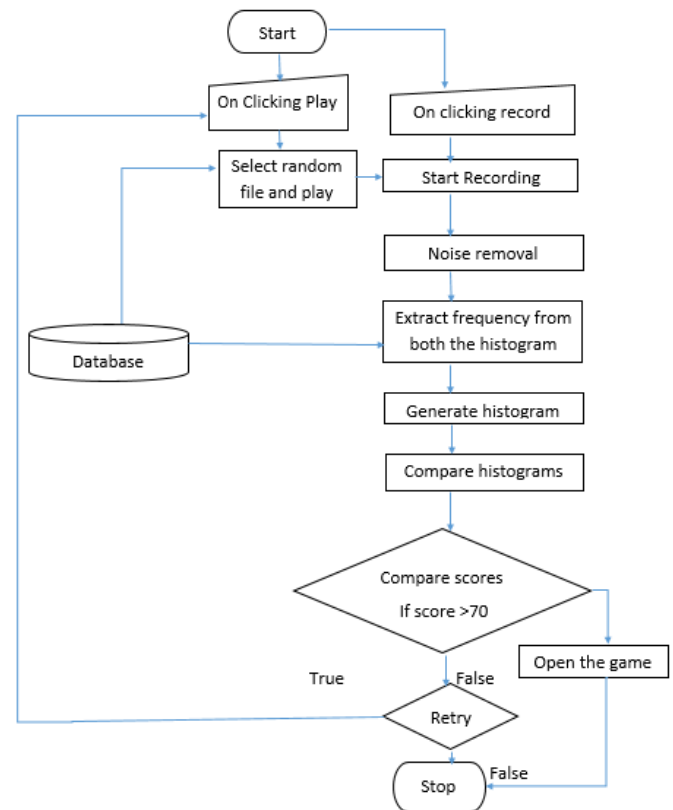 Start
On Clicking Play
On clicking record
Select random
file and play
Start Recording
Noise removal
Extract frequency from
both the histogram
Database
Generate histogram
Compare histograms
Compare scores
If score >70
Open the game
True
False
Retry
False
Stop